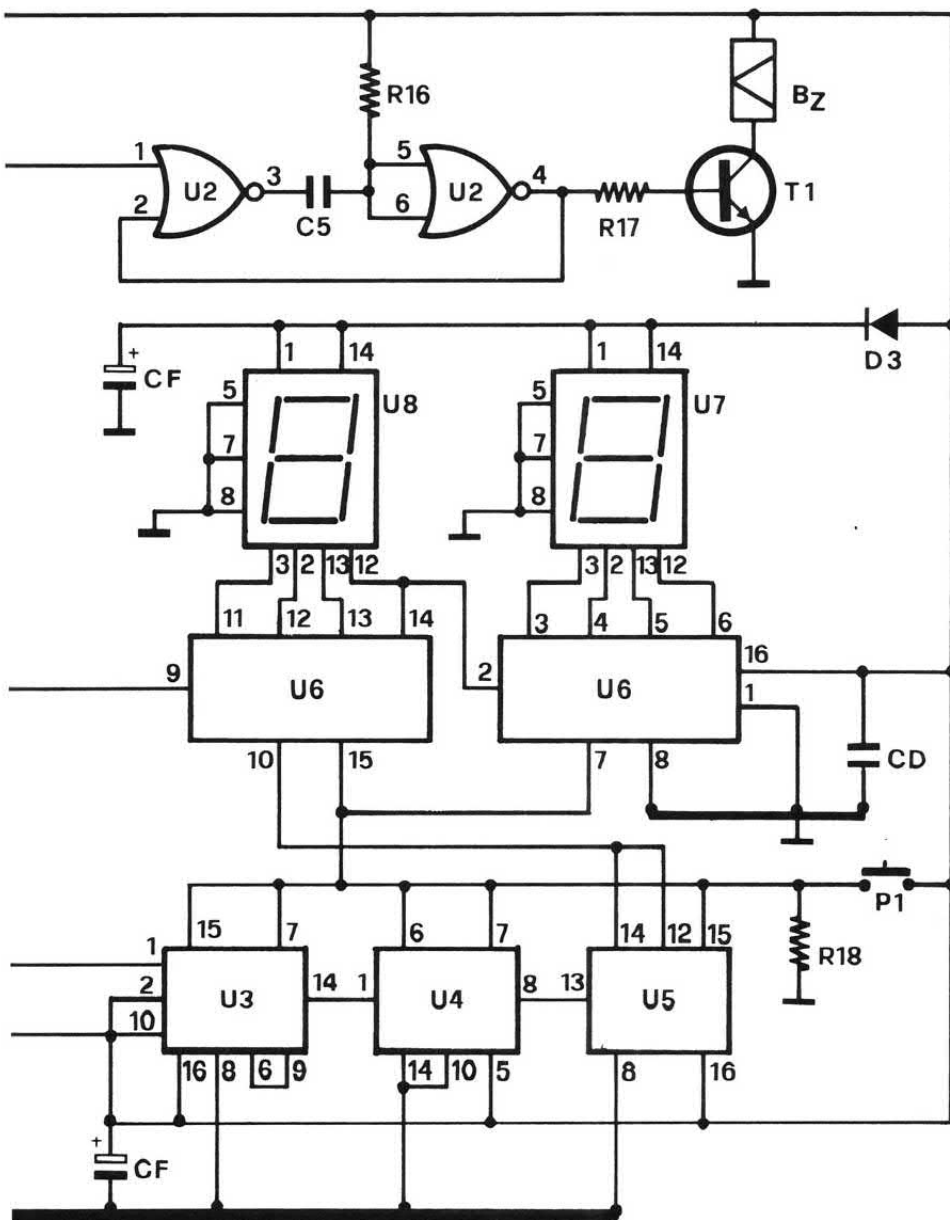 R16
BZ
1 3 5 4
U2 U2 T1
2 C5 6 R17
1 14 1 14 D3
+ CF
5 U8 5 U7
7 7
8 8
3 2 13 12 3 2 13 12
11 12 13 14 3 4 5 6
9 U6 2 U6 16
1
10 15 7 8 CD
P1
15 7 6 7 14 12 15
1 R18
2 U3 14 1 U4 8 13 U5
10
16 8 6 9 14 10 5 8 16
+ CF